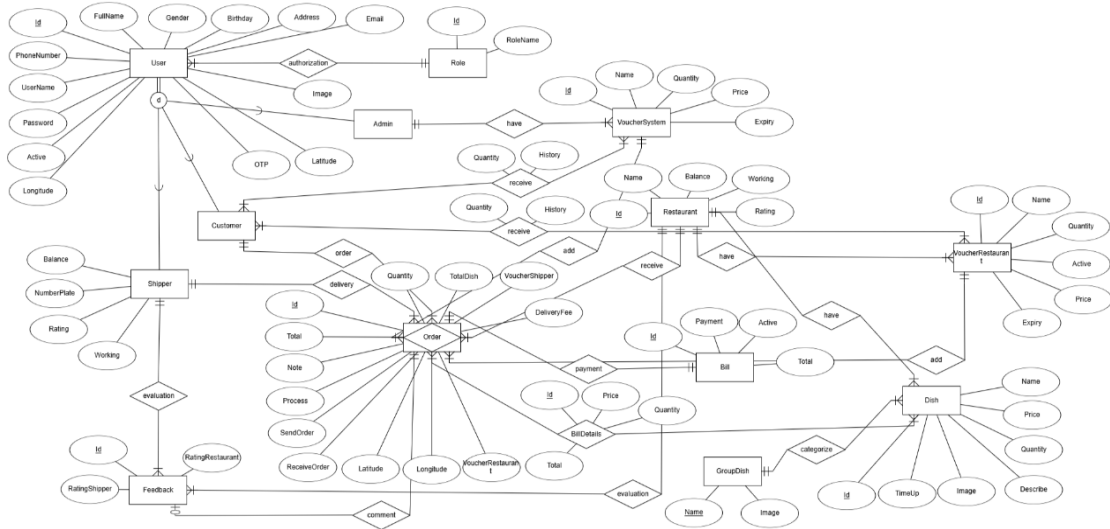 FullName
Gender
Birthday
Address
Email
Id
PhoneNumber
User
authorization
Id
RoleName
Role
UserName
Image
d
Password
Active
Longitude
OTP
Latitude
Admin
have
Name
Quantity
Id
Price
VoucherSystem
Expiry
Quantity
History
receive
Name
Balance
Working
Id
Restaurant
Rating
Quantity
History
receive
Customer
Id
Name
Quantity
VoucherRestauran
t
Active
Price
Expiry
order
add
receive
have
Balance
Shipper
delivery
Quantity
TotalDish
VoucherShipper
NumberPlate
Id
DeliveryFee
Rating
Total
Order
Working
Note
Process
SendOrder
ReceiveOrder
Latitude
Longitude
VoucherRestauran
t
payment
Id
Payment
Active
Bill
Total
add
have
evaluation
Id
Price
Quantity
BillDetails
Total
Name
Dish
Price
Quantity
categorize
Id
TimeUp
Image
Describe
GroupDish
Name
Image
Id
RatingRestaurant
RatingShipper
Feedback
comment
evaluation